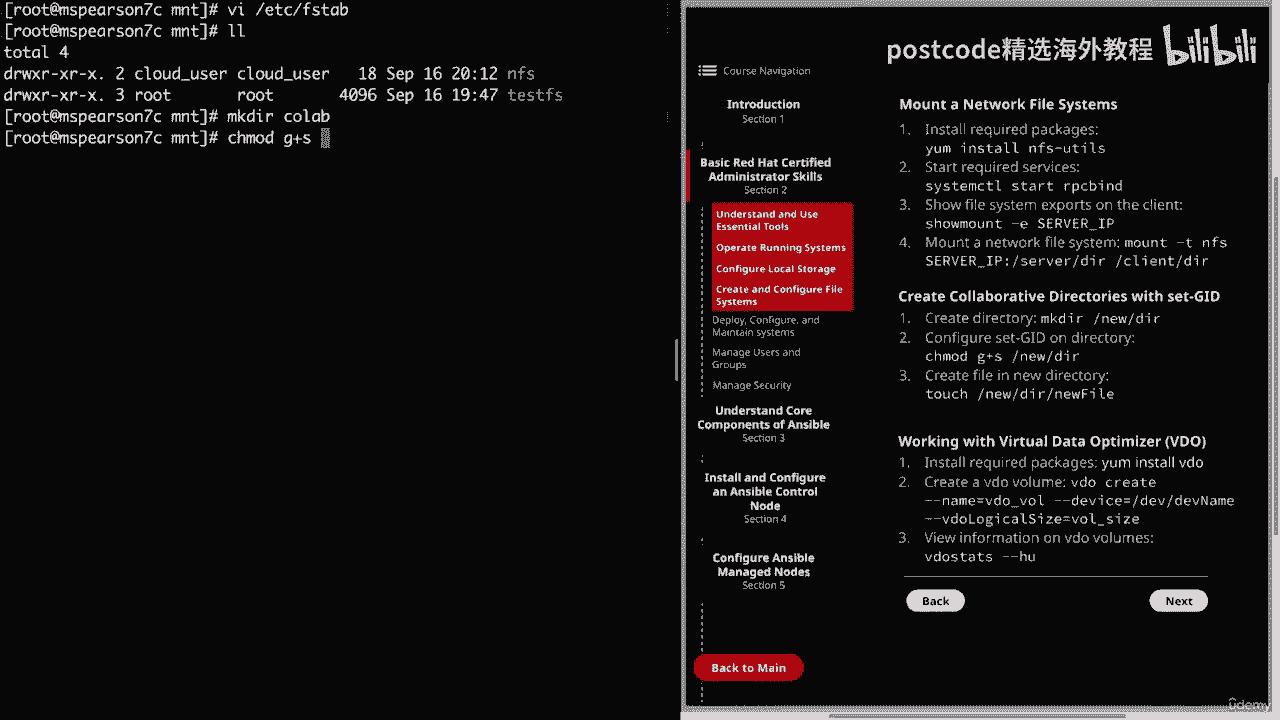 [root@mspearson7c mnt]# vi /etc/fstab
[root@mspearson7c mnt]# ll
total 4
drwxr-xr-x. 2 cloud_user cloud_user   18 Sep 16 20:12 nfs
drwxr-xr-x. 3 root       root       4096 Sep 16 19:47 testfs
[root@mspearson7c mnt]# mkdir colab
[root@mspearson7c mnt]# chmod g+s
postcode精选海外教程 bilibili
Course Navigation
Introduction
Section 1
Basic Red Hat Certified
Administrator Skills
Section 2
Understand and Use
Essential Tools
Operate Running Systems
Configure Local Storage
Create and Configure File
Systems
Deploy, Configure, and
Maintain systems
Manage Users and
Groups
Manage Security
Understand Core
Components of Ansible
Section 3
Install and Configure
an Ansible Control
Node
Section 4
Configure Ansible
Managed Nodes
Section 5
Back to Main
Mount a Network File Systems
1. Install required packages:
yum install nfs-utils
2. Start required services:
systemctl start rpcbind
3. Show file system exports on the client:
showmount -e SERVER_IP
4. Mount a network file system: mount -t nfs
SERVER_IP:/server/dir /client/dir
Create Collaborative Directories with set-GID
1. Create directory: mkdir /new/dir
2. Configure set-GID on directory:
chmod g+s /new/dir
3. Create file in new directory:
touch /new/dir/newFile
Working with Virtual Data Optimizer (VDO)
1. Install required packages: yum install vdo
2. Create a vdo volume: vdo create
--name=vdo_vol --device=/dev/devName
--vdoLogicalSize=vol_size
3. View information on vdo volumes:
vdostats --hu
Back
Next
ûdemy